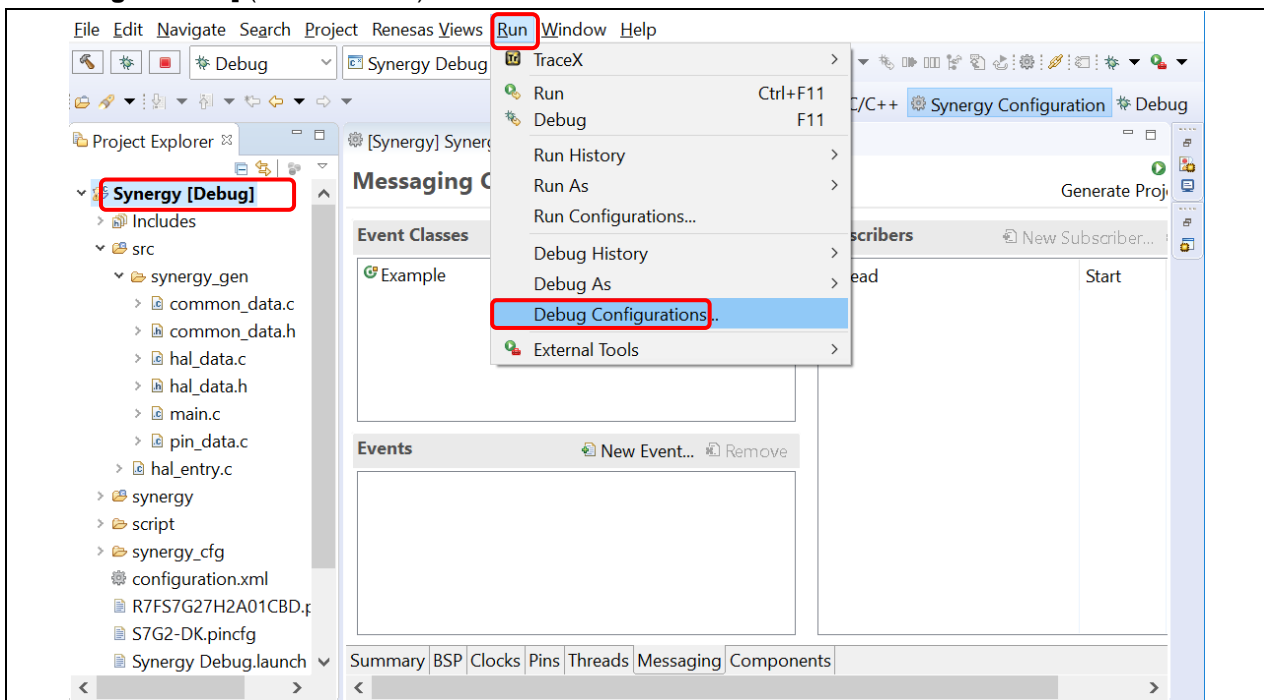 File Edit Navigate Search Project Renesas Views Run Window Help
Debug Synergy Debug
C/C++ Synergy Configuration Debug
Project Explorer
Synergy [Debug]
Includes
src
synergy_gen
common_data.c
common_data.h
hal_data.c
hal_data.h
main.c
pin_data.c
hal_entry.c
synergy
script
synergy_cfg
configuration.xml
R7FS7G27H2A01CBD.p
S7G2-DK.pincfg
Synergy Debug.launch
[Synergy] Synerg
Messaging C
Generate Proj
Event Classes
Example
scribers New Subscriber...
ead Start
TraceX
Run Ctrl+F11
Debug F11
Run History
Run As
Run Configurations...
Debug History
Debug As
Debug Configurations...
External Tools
Events New Event... Remove
Summary BSP Clocks Pins Threads Messaging Components